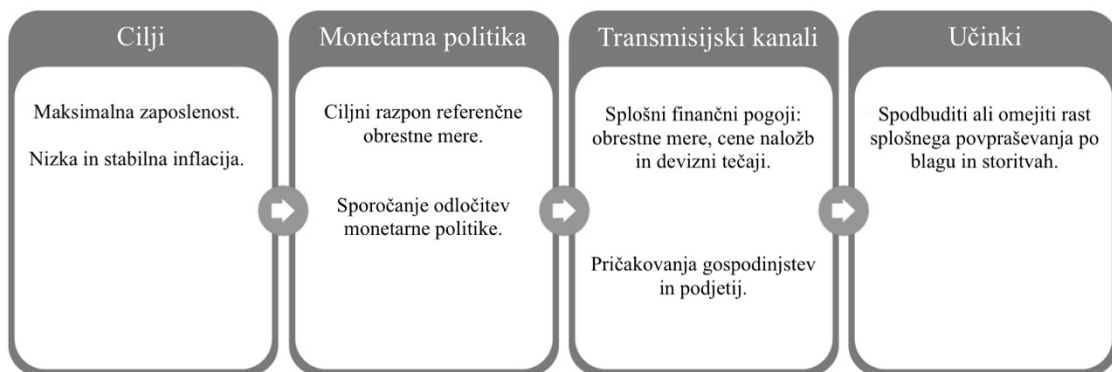 Cilji
Maksimalna zaposlenost.
Nizka in stabilna inflacija.
Monetarna politika
Ciljni razpon referenčne
obrestne mere.
Sporočanje odločitev
monetarne politike.
Transmisijski kanali
Splošni finančni pogoji:
obrestne mere, cene naložb
in devizni tečaji.
Pričakovanja gospodinjstev
in podjetij.
Učinki
Spodbuditi ali omejiti rast
splošnega povpraševanja po
blagu in storitvah.